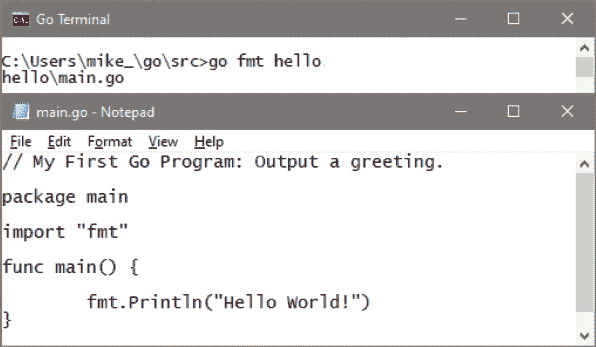 Go Terminal
C:\Users\mike_\go\src>go fmt hello
hello\main.go
main.go - Notepad
File Edit Format View Help
// My First Go Program: Output a greeting.
package main
import "fmt"
func main() {
fmt.Println("Hello World!")
}